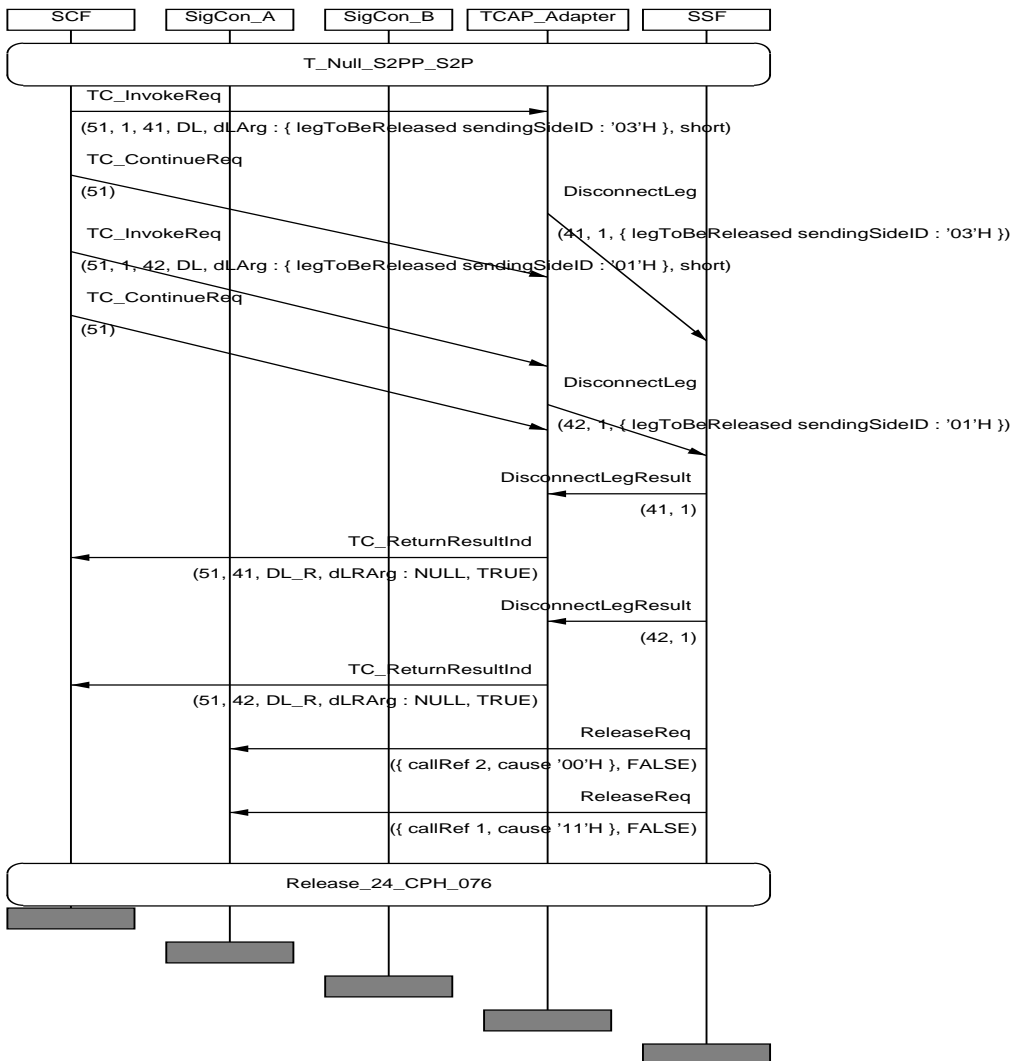 SCF SigCon_A SigCon_B TCAP_Adapter SSF
T_Null_S2PP_S2P
TC_InvokeReq
(51, 1, 41, DL, dLArg : { legToBeReleased sendingSideID : '03'H }, short)
TC_ContinueReq
(51)
DisconnectLeg
(41, 1, { legToBeReleased sendingSideID : '03'H })
TC_InvokeReq
(51, 1, 42, DL, dLArg : { legToBeReleased sendingSideID : '01'H }, short)
TC_ContinueReq
(51)
DisconnectLeg
(42, 1, { legToBeReleased sendingSideID : '01'H })
DisconnectLegResult
(41, 1)
TC_ReturnResultInd
(51, 41, DL_R, dLRArg : NULL, TRUE)
DisconnectLegResult
(42, 1)
TC_ReturnResultInd
(51, 42, DL_R, dLRArg : NULL, TRUE)
ReleaseReq
({ callRef 2, cause '00'H }, FALSE)
ReleaseReq
({ callRef 1, cause '11'H }, FALSE)
Release_24_CPH_076